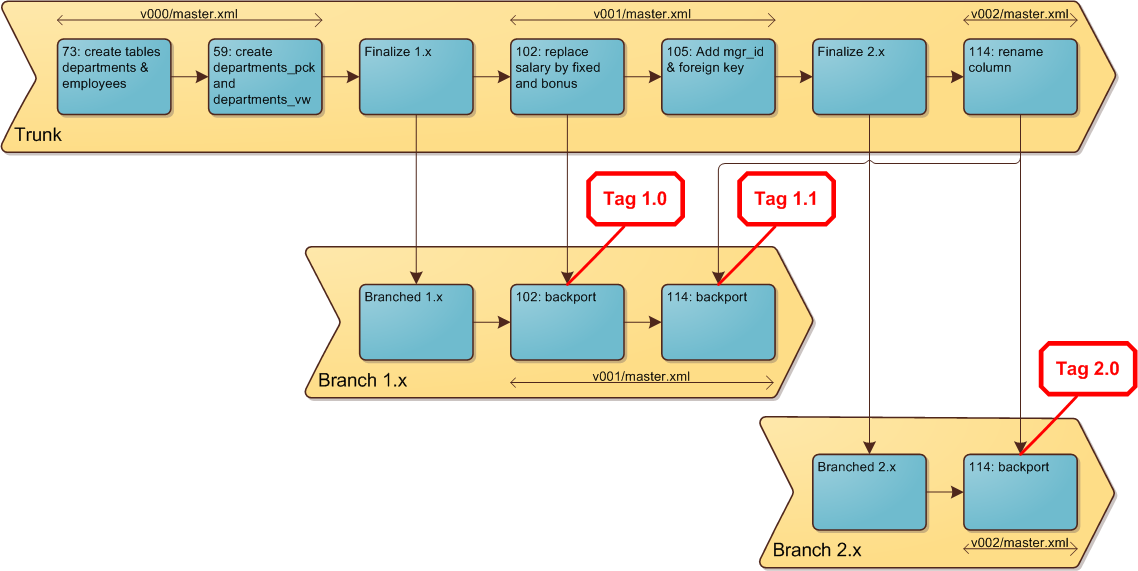 v000/master.xml
v001/master.xml
v002/master.xml
73: create tables
departments &
employees
59: create
departments_pck
and
departments_vw
Finalize 1.x
102: replace
salary by fixed
and bonus
105: Add mgr_id
& foreign key
Finalize 2.x
114: rename
column
Trunk
Tag 1.0
Tag 1.1
Branched 1.x
102: backport
114: backport
Branch 1.x
v001/master.xml
Tag 2.0
Branched 2.x
114: backport
Branch 2.x
v002/master.xml